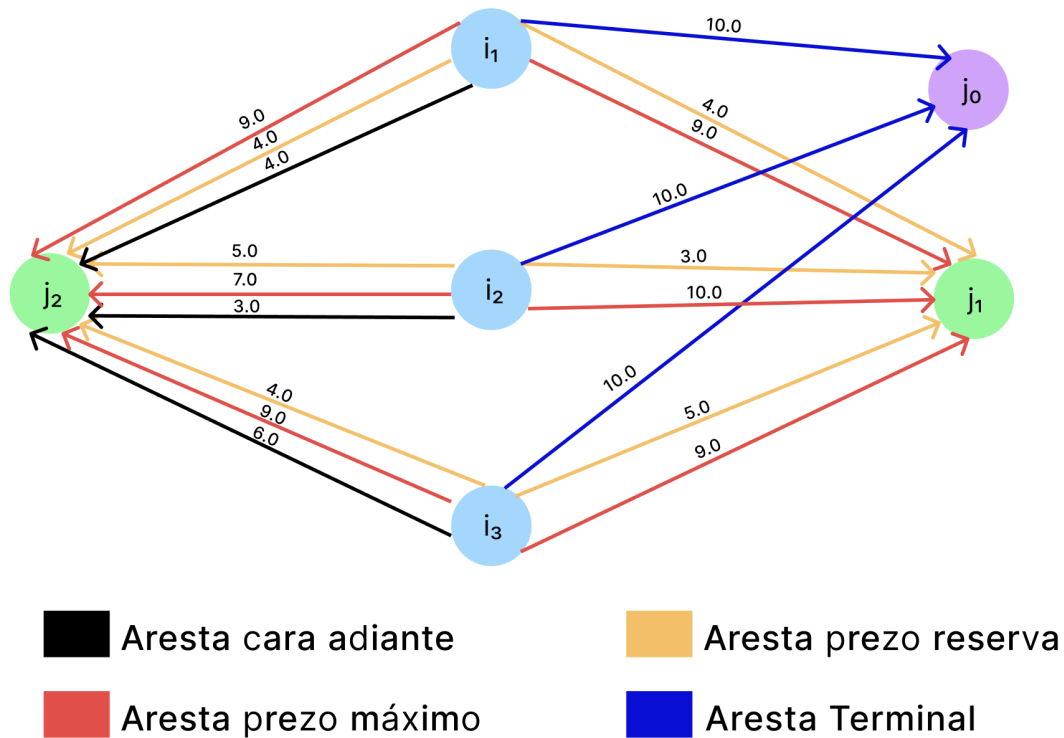 i₁
10.0
j₀
9.0
4.0
4.0
4.0
9.0
10.0
5.0
3.0
j₂
7.0
i₂
10.0
j₁
3.0
4.0
10.0
5.0
9.0
6.0
9.0
i₃
Aresta cara adiante
Aresta prezo reserva
Aresta prezo máximo
Aresta Terminal